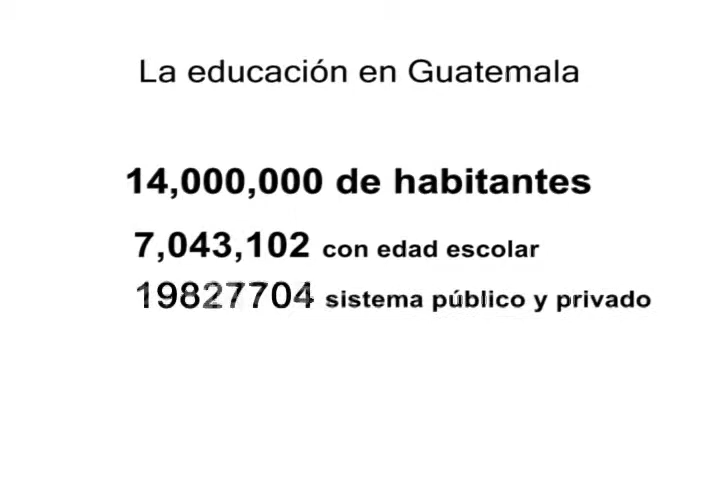 La educación en Guatemala
14,000,000 de habitantes
7,043,102 con edad escolar
19827704 sistema público y privado